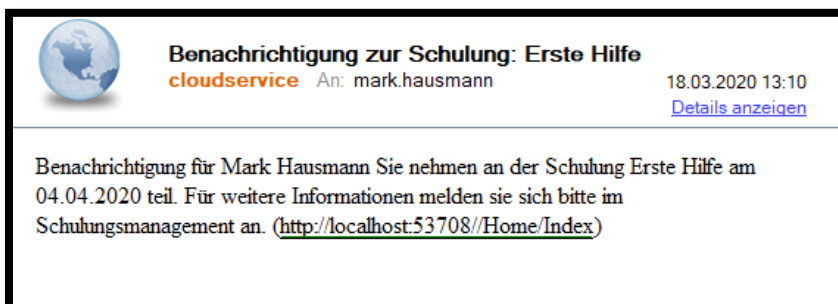 Benachrichtigung zur Schulung: Erste Hilfe
cloudservice An: mark.hausmann 18.03.2020 13:10
Details anzeigen
Benachrichtigung für Mark Hausmann Sie nehmen an der Schulung Erste Hilfe am
04.04.2020 teil. Für weitere Informationen melden sie sich bitte im
Schulungsmanagement an. (http://localhost:53708//Home/Index)